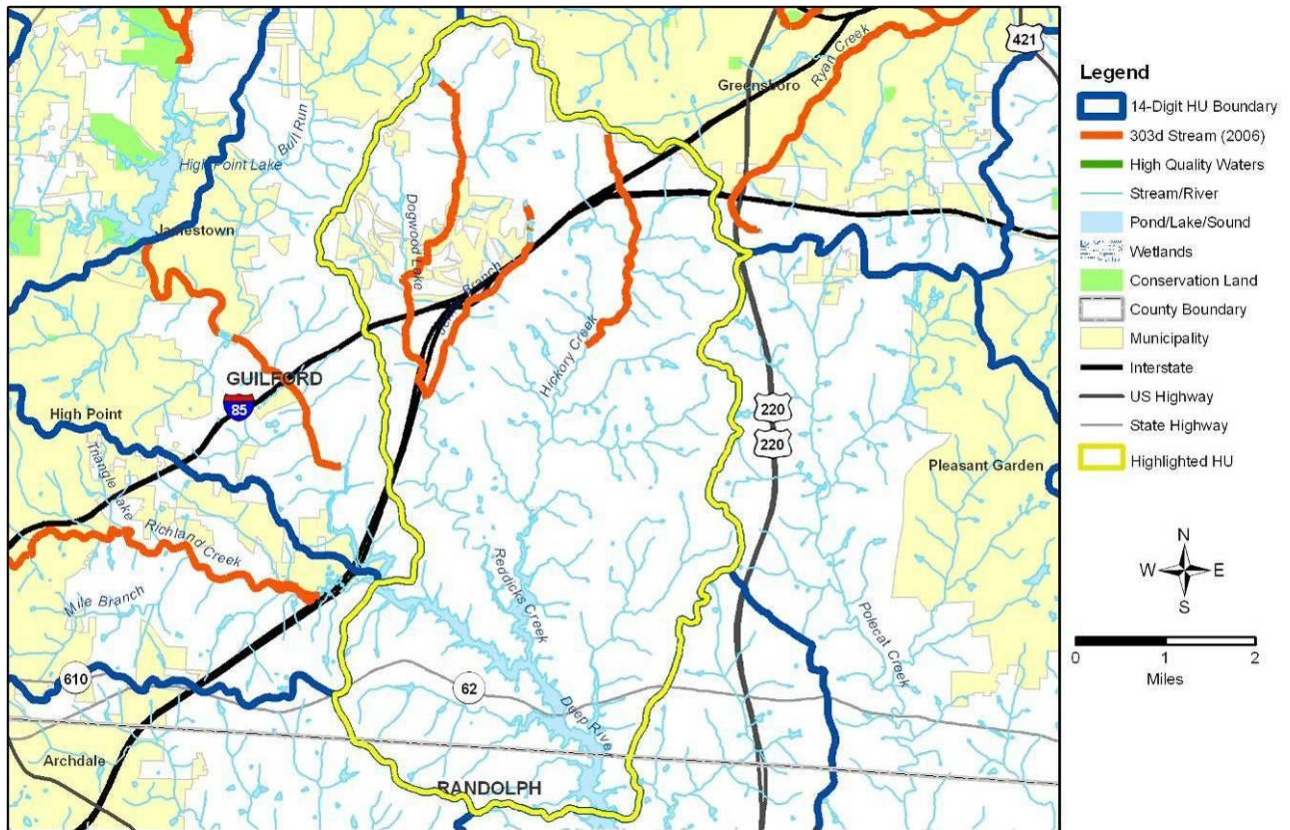 421
Ryan Creek
Greensboro
Bull Run
High Point Lake
Jamestown
Dogwood Lake
Branch
Hickory Creek
GUILFORD
85
High Point
220
220
Pleasant Garden
Triangle Lake
Richland Creek
Mile Branch
Reddicks Creek
Polecat Creek
610
62
Deep Rive
Archdale
RANDOLPH
Legend
14-Digit HU Boundary
303d Stream (2006)
High Quality Waters
Stream/River
Pond/Lake/Sound
Wetlands
Conservation Land
County Boundary
Municipality
Interstate
US Highway
State Highway
Highlighted HU
N
W E
S
0 1 2
Miles